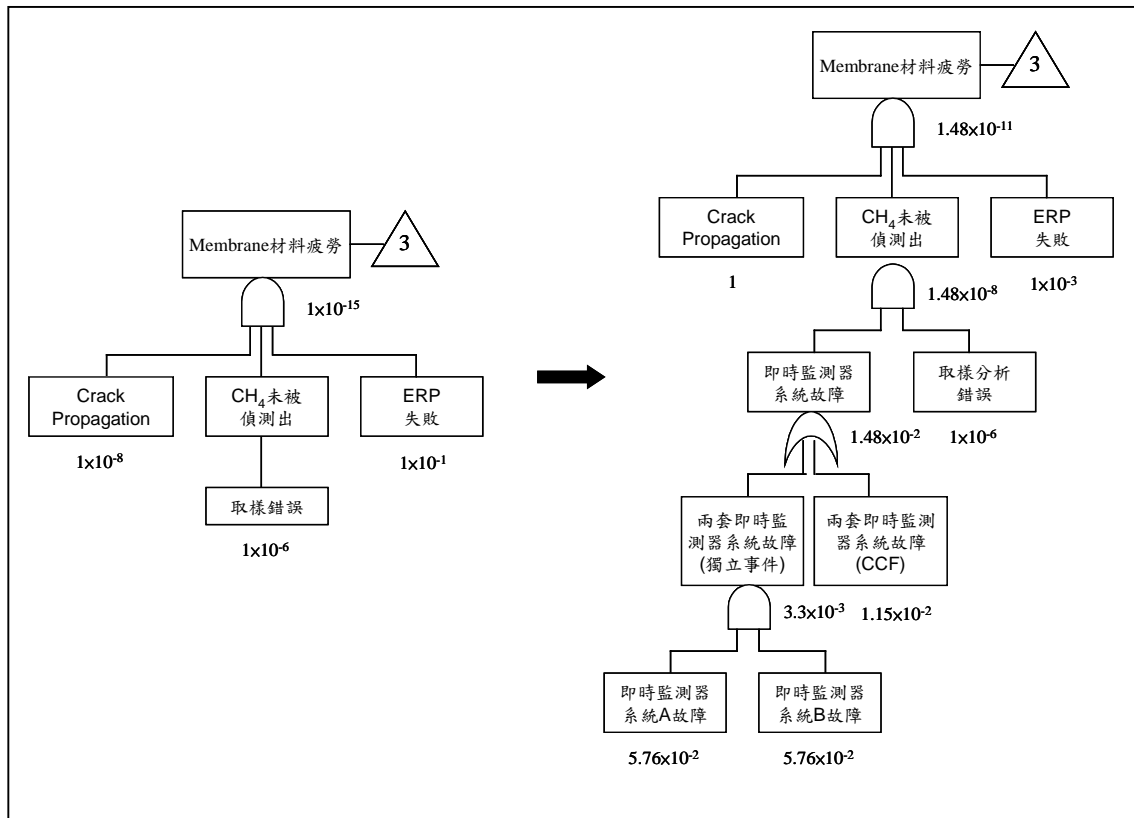 Membrane材料疲勞
3
1x10-15
Crack
Propagation
1x10-8
CH4未被
偵測出
ERP
失敗
1x10-1
取樣錯誤
1x10-6
Membrane材料疲勞
3
1.48x10-11
Crack
Propagation
1
CH4未被
偵測出
1.48x10-8
ERP
失敗
1x10-3
即時監測器
系統故障
1.48x10-2
取樣分析
錯誤
1x10-6
兩套即時監
測器系統故障
(獨立事件)
3.3x10-3
兩套即時監測
器系統故障
(CCF)
1.15x10-2
即時監測器
系統A故障
5.76x10-2
即時監測器
系統B故障
5.76x10-2